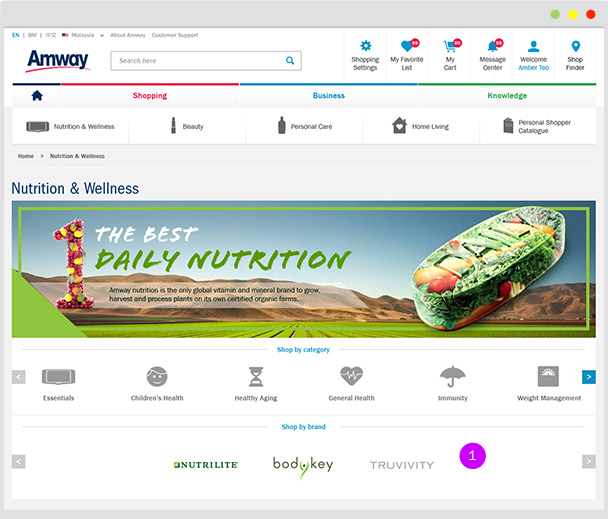 EN | BM | 中文 Malaysia About Amway Customer Support
Amway
Search here
Shopping Settings
99
My Favorite List
99
My Cart
99
Message Center
Welcome Amber Teo
Shop Finder
Shopping Business Knowledge
Nutrition & Wellness Beauty Personal Care Home Living Personal Shopper Catalogue
Home > Nutrition & Wellness
Nutrition & Wellness
1 THE BEST
DAILY NUTRITION
Amway nutrition is the only global vitamin and mineral brand to grow,
harvest and process plants on its own certified organic farms.
Shop by category
< >
Essentials Children's Health Healthy Aging General Health Immunity Weight Management
Shop by brand
< NUTRILITE bodykey TRUVIVITY 1 >